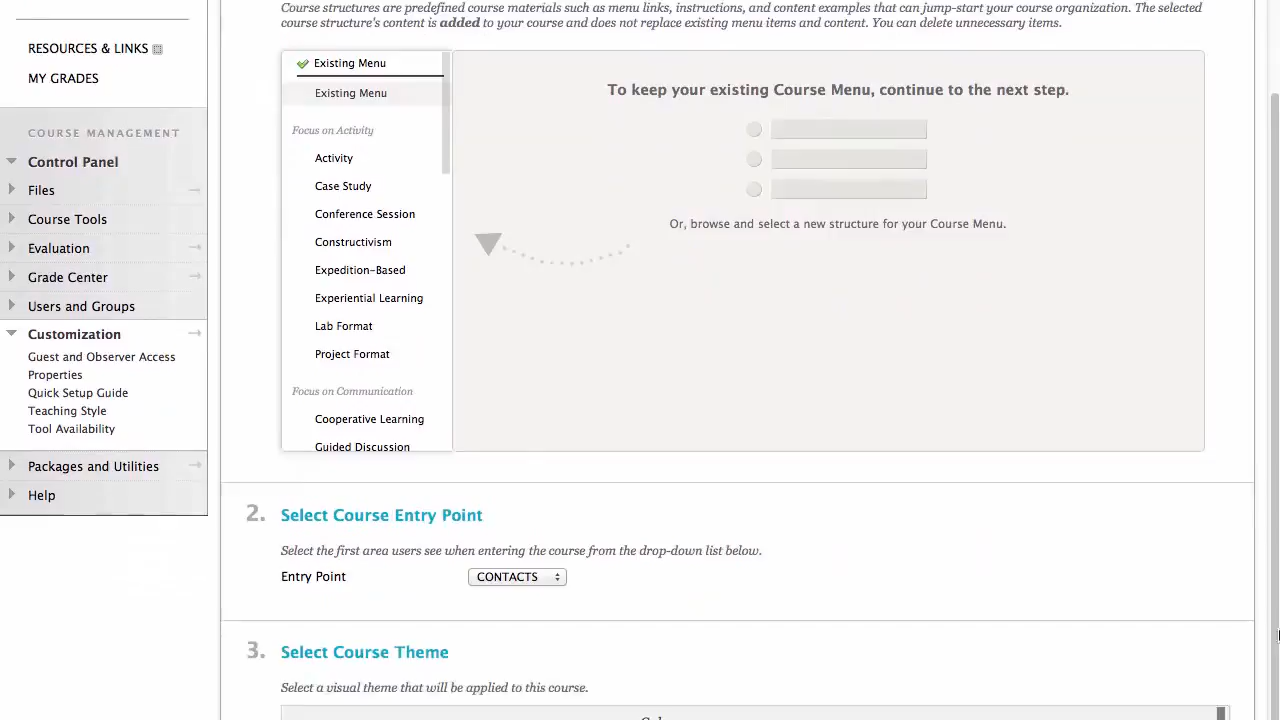 Course structures are predefined course materials such as menu links, instructions, and content examples that can jump-start your course organization. The selected
course structure's content is added to your course and does not replace existing menu items and content. You can delete unnecessary items.
RESOURCES & LINKS
MY GRADES
COURSE MANAGEMENT
Control Panel
Files
Course Tools
Evaluation
Grade Center
Users and Groups
Customization
Guest and Observer Access
Properties
Quick Setup Guide
Teaching Style
Tool Availability
Packages and Utilities
Help
Existing Menu
Existing Menu
Focus on Activity
Activity
Case Study
Conference Session
Constructivism
Expedition-Based
Experiential Learning
Lab Format
Project Format
Focus on Communication
Cooperative Learning
Guided Discussion
To keep your existing Course Menu, continue to the next step.
Or, browse and select a new structure for your Course Menu.
2. Select Course Entry Point
Select the first area users see when entering the course from the drop-down list below.
Entry Point CONTACTS
3. Select Course Theme
Select a visual theme that will be applied to this course.